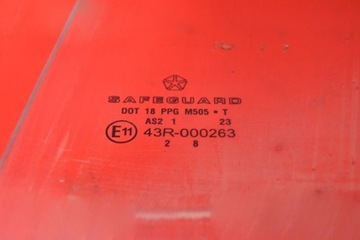 SAFEGUARD
DOT 18 PPG M505 • T
AS2 1 23
E11 43R-000263
2 8